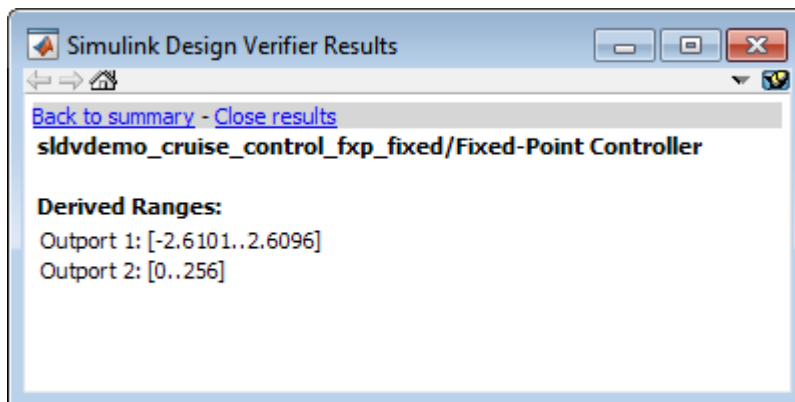 Simulink Design Verifier Results
Back to summary - Close results
sldvdemo_cruise_control_fxp_fixed/Fixed-Point Controller
Derived Ranges:
Outport 1: [-2.6101..2.6096]
Outport 2: [0..256]